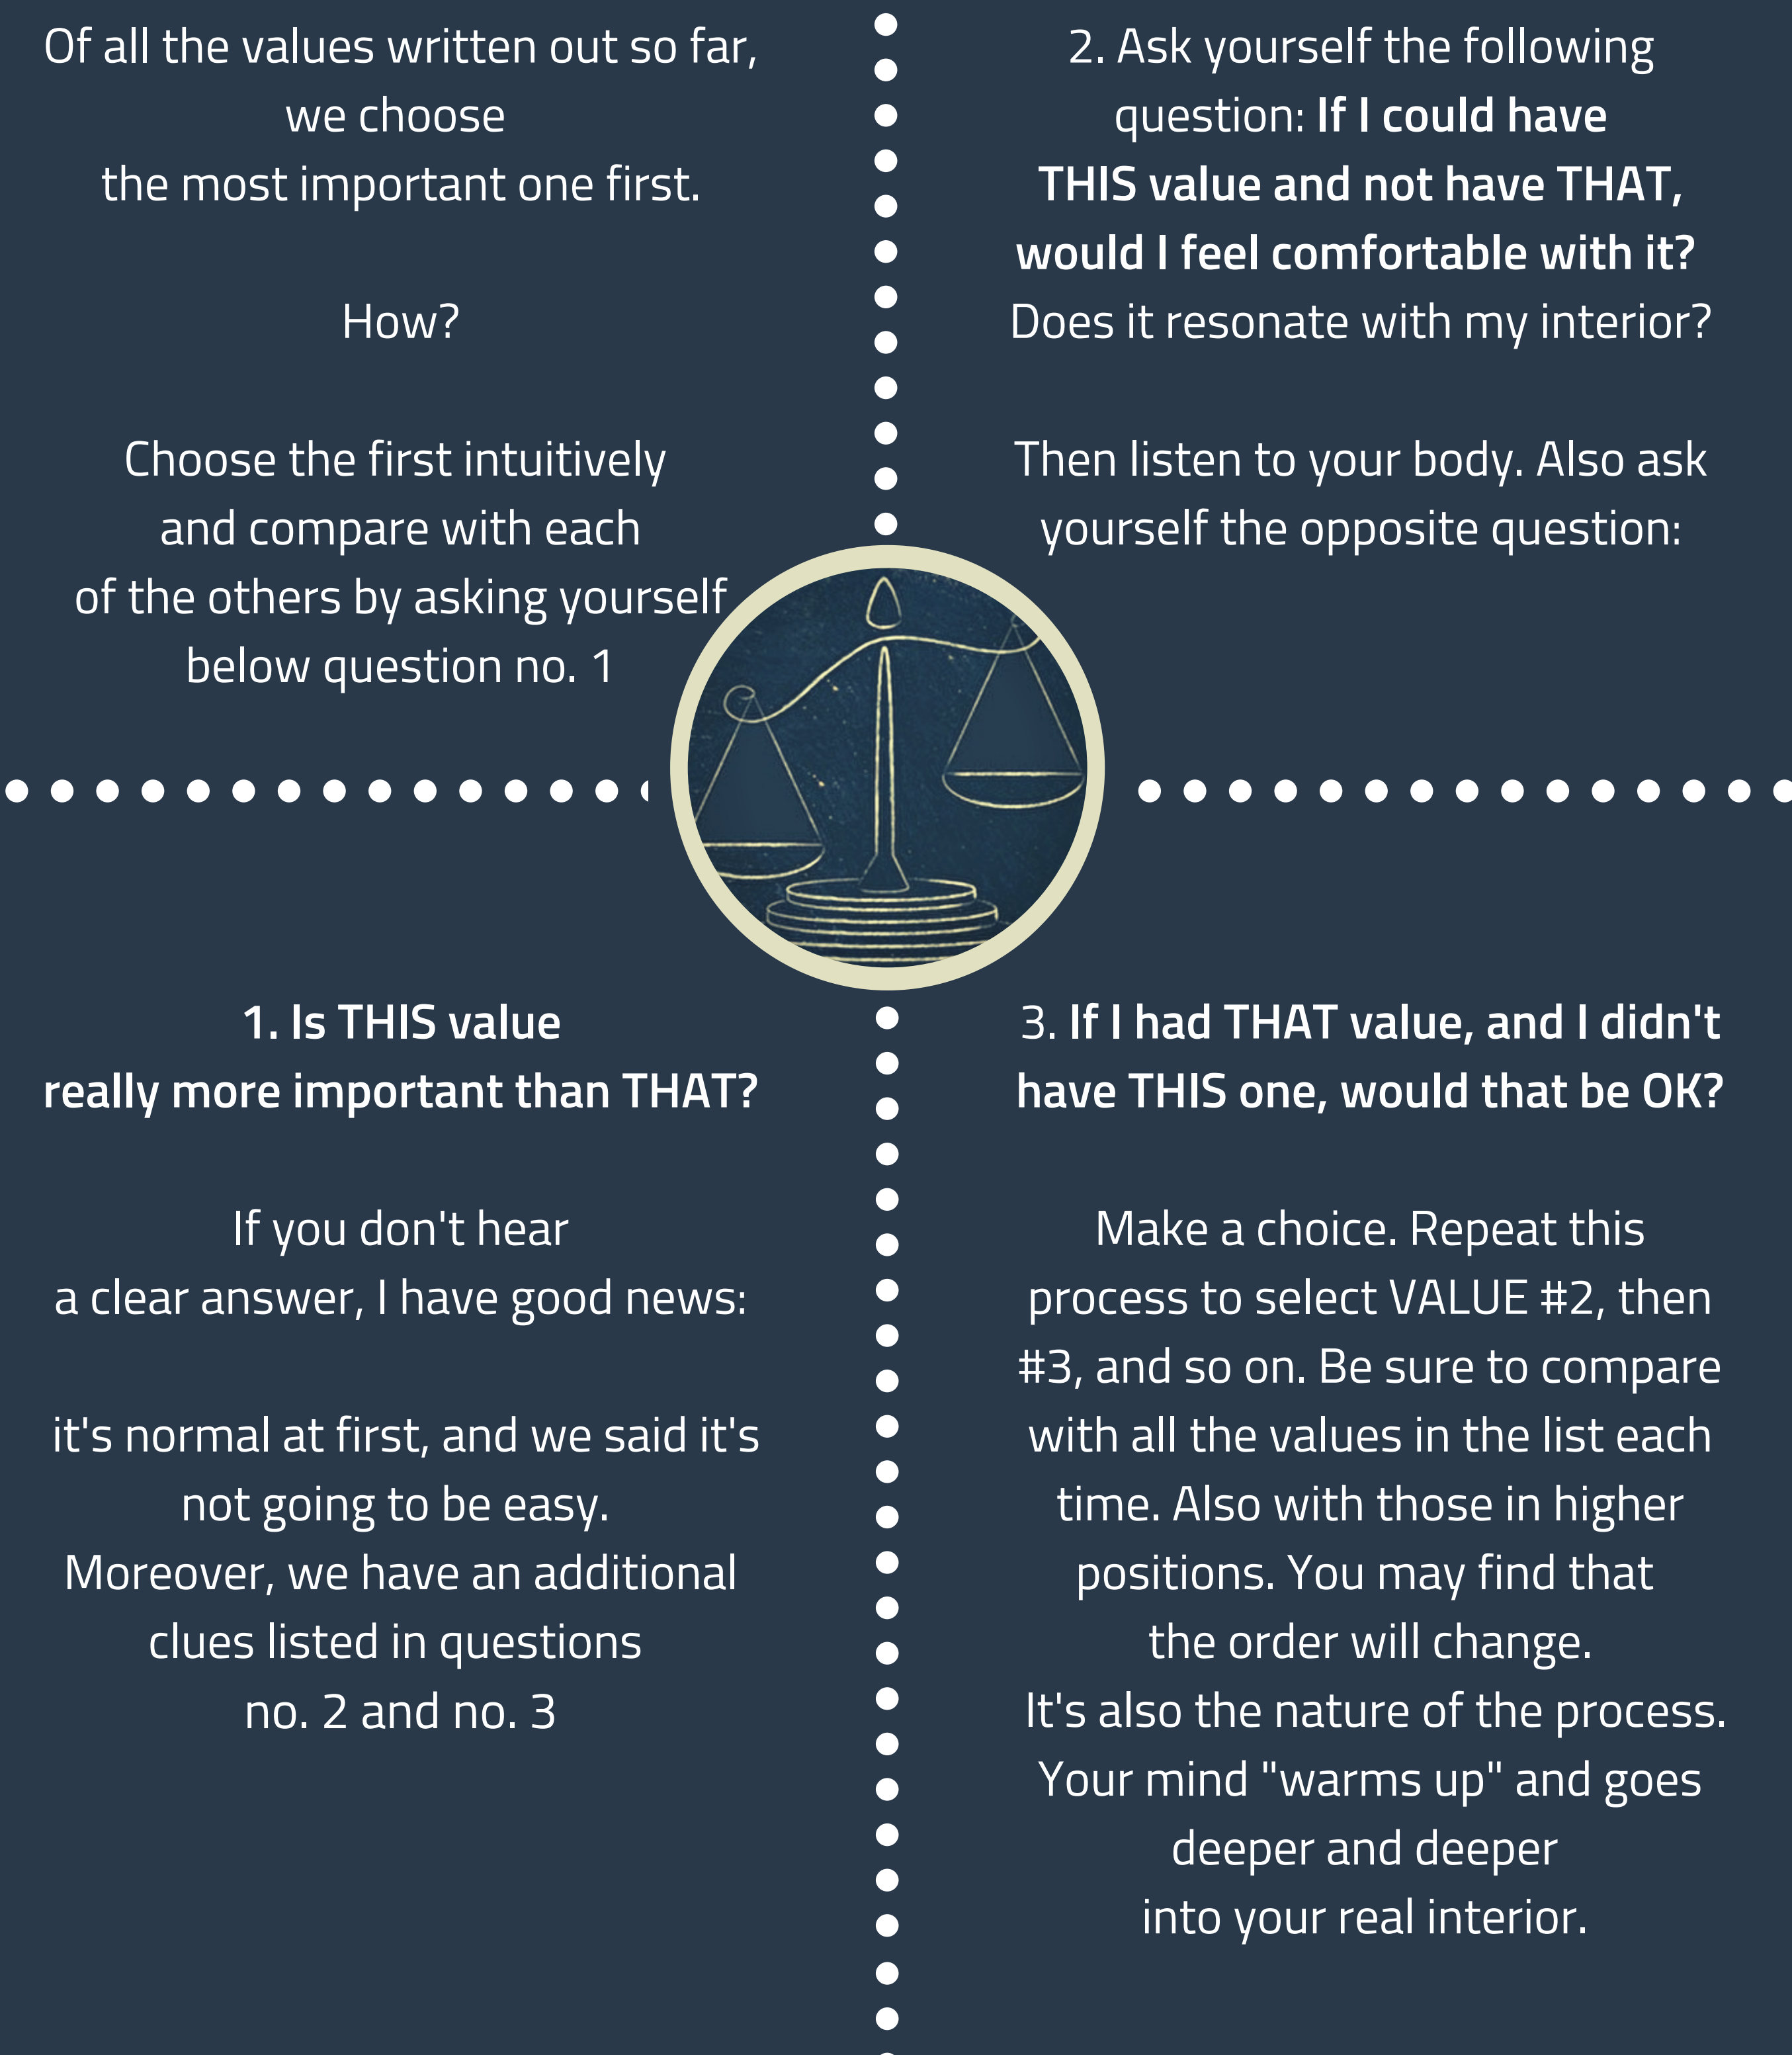 Of all the values written out so far,
we choose
the most important one first.
How?
Choose the first intuitively
and compare with each
of the others by asking yourself
below question no. 1
1. Is THIS value
really more important than THAT?
If you don't hear
a clear answer, I have good news:
it's normal at first, and we said it's
not going to be easy.
Moreover, we have an additional
clues listed in questions
no. 2 and no. 3
2. Ask yourself the following
question: If I could have
THIS value and not have THAT,
would I feel comfortable with it?
Does it resonate with my interior?
Then listen to your body. Also ask
yourself the opposite question:
3. If I had THAT value, and I didn't
have THIS one, would that be OK?
Make a choice. Repeat this
process to select VALUE #2, then
#3, and so on. Be sure to compare
with all the values in the list each
time. Also with those in higher
positions. You may find that
the order will change.
It's also the nature of the process.
Your mind "warms up" and goes
deeper and deeper
into your real interior.